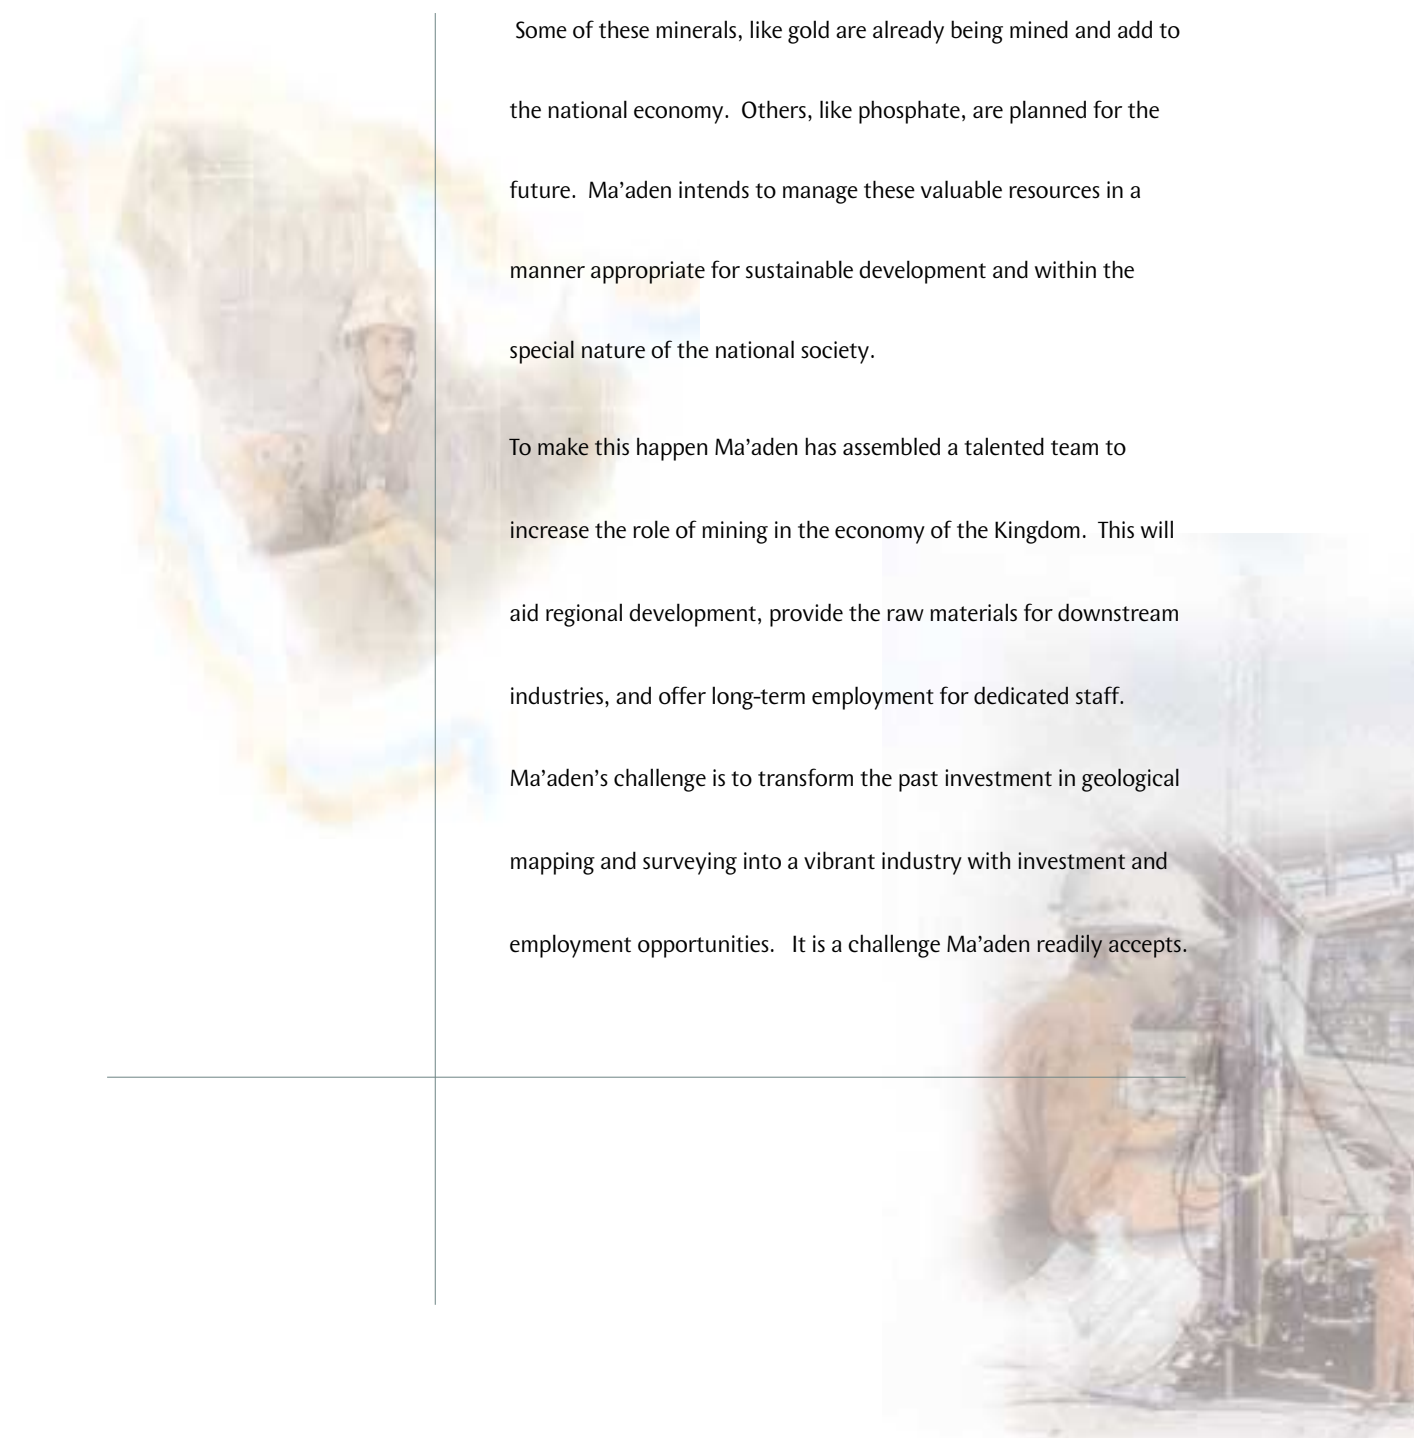 Some of these minerals, like gold are already being mined and add to
the national economy.  Others, like phosphate, are planned for the
future.  Ma’aden intends to manage these valuable resources in a
manner appropriate for sustainable development and within the
special nature of the national society.
To make this happen Ma’aden has assembled a talented team to
increase the role of mining in the economy of the Kingdom.  This will
aid regional development, provide the raw materials for downstream
industries, and offer long-term employment for dedicated staff.
Ma’aden’s challenge is to transform the past investment in geological
mapping and surveying into a vibrant industry with investment and
employment opportunities.   It is a challenge Ma’aden readily accepts.